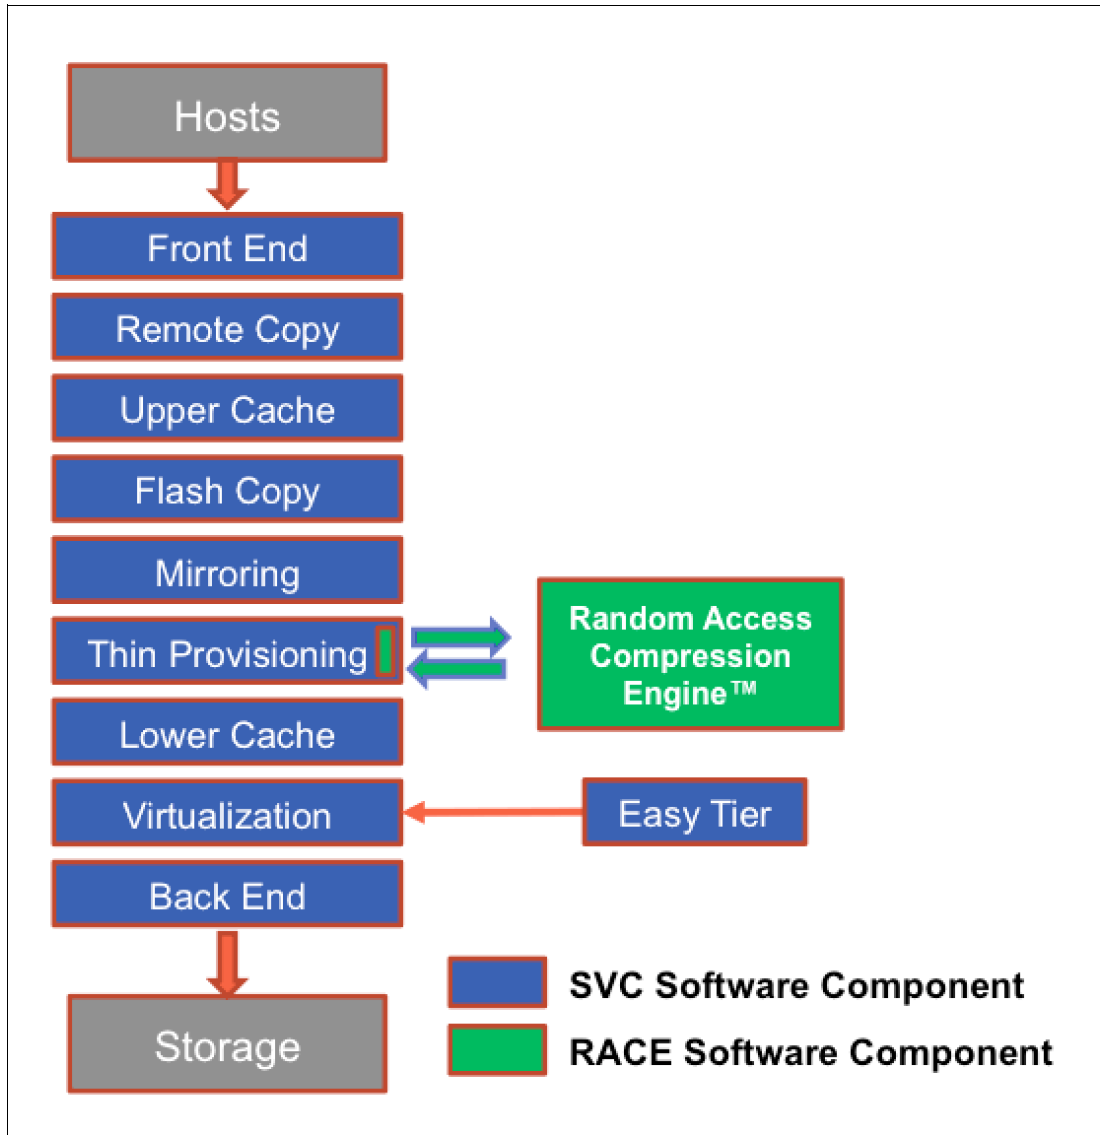 Hosts
Front End
Remote Copy
Upper Cache
Flash Copy
Mirroring
Thin Provisioning
Random Access
Compression
Engine™
Lower Cache
Virtualization
Easy Tier
Back End
Storage
SVC Software Component
RACE Software Component